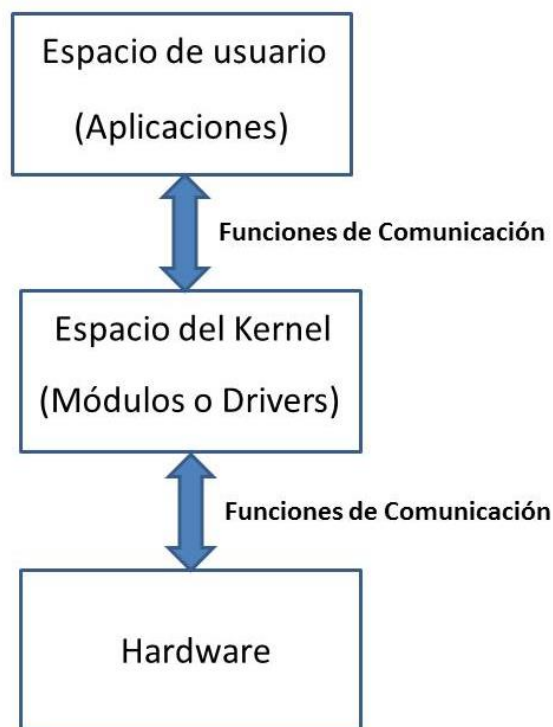 Espacio de usuario
(Aplicaciones)
Funciones de Comunicación
Espacio del Kernel
(Módulos o Drivers)
Funciones de Comunicación
Hardware